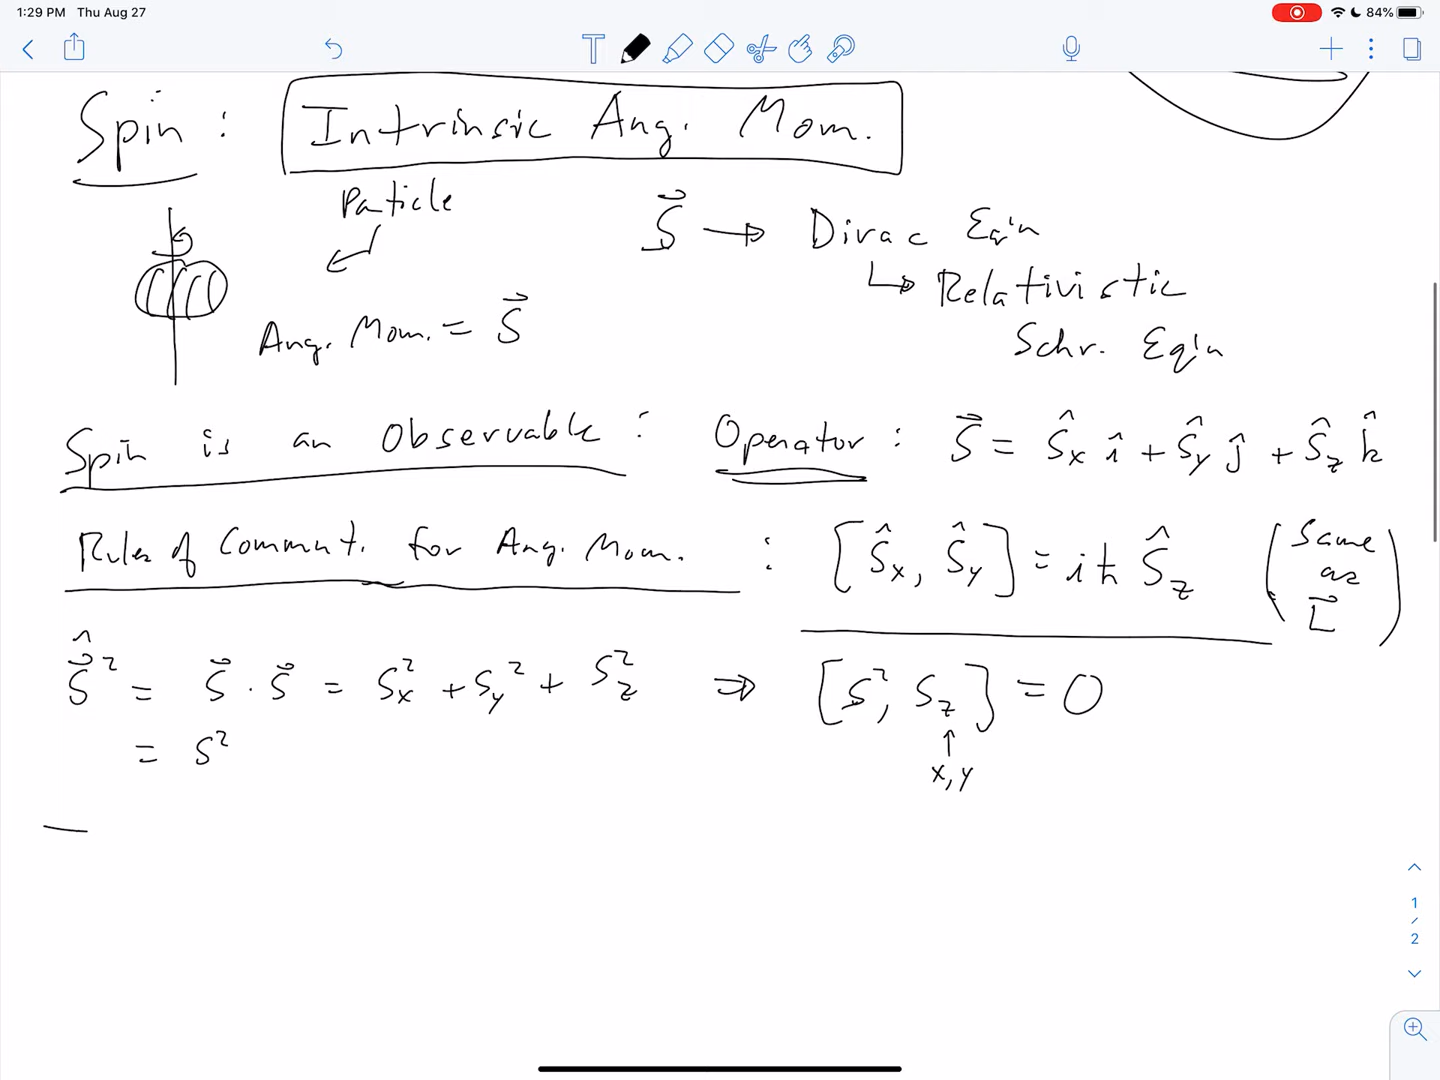 1:29 PM Thu Aug 27
84%
T
Spin : Intrinsic Ang. Mom.
Particle
S⃗ → Dirac Eq'n
↳ Relativistic
Schr. Eq'n
Ang. Mom. = S⃗
Spin is an Observable : Operator : S⃗ = Ŝx î + Ŝy ĵ + Ŝz k̂
Rules of Commut. for Ang. Mom. : [Ŝx, Ŝy] = iħ Ŝz (Same as L⃗)
Ŝ⃗² = S⃗ · S⃗ = Sx² + Sy² + Sz² ⇒ [S², Sz] = 0
= S²
↑
x, y
1
/
2